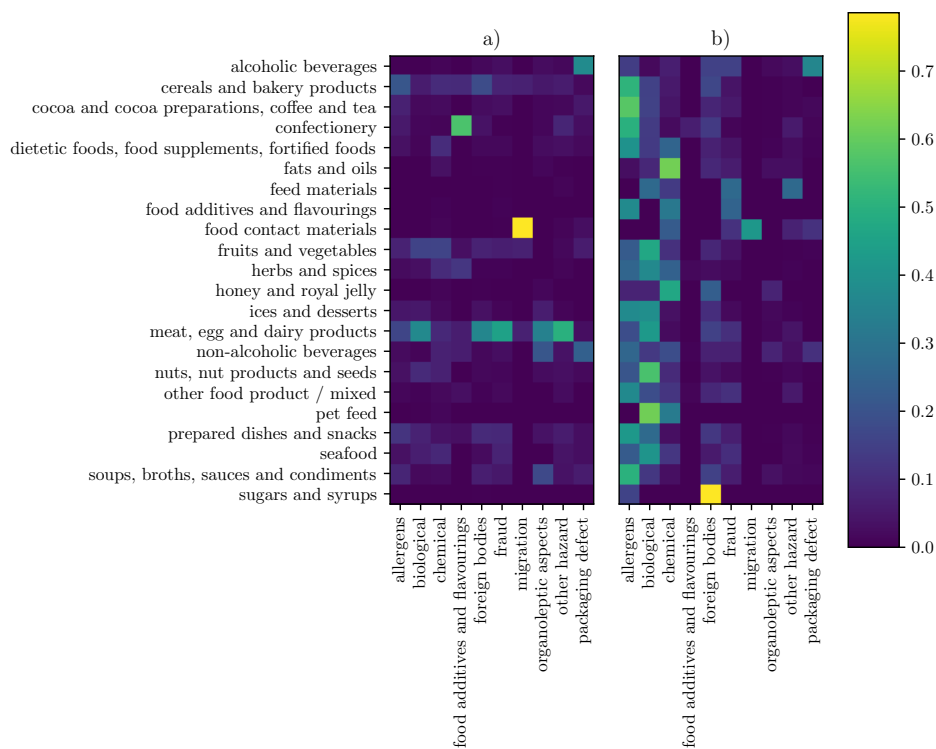 a)
b)
alcoholic beverages
cereals and bakery products
cocoa and cocoa preparations, coffee and tea
confectionery
dietetic foods, food supplements, fortified foods
fats and oils
feed materials
food additives and flavourings
food contact materials
fruits and vegetables
herbs and spices
honey and royal jelly
ices and desserts
meat, egg and dairy products
non-alcoholic beverages
nuts, nut products and seeds
other food product / mixed
pet feed
prepared dishes and snacks
seafood
soups, broths, sauces and condiments
sugars and syrups
allergens
biological
chemical
food additives and flavourings
foreign bodies
fraud
migration
organoleptic aspects
other hazard
packaging defect
allergens
biological
chemical
food additives and flavourings
foreign bodies
fraud
migration
organoleptic aspects
other hazard
packaging defect
0.7
0.6
0.5
0.4
0.3
0.2
0.1
0.0